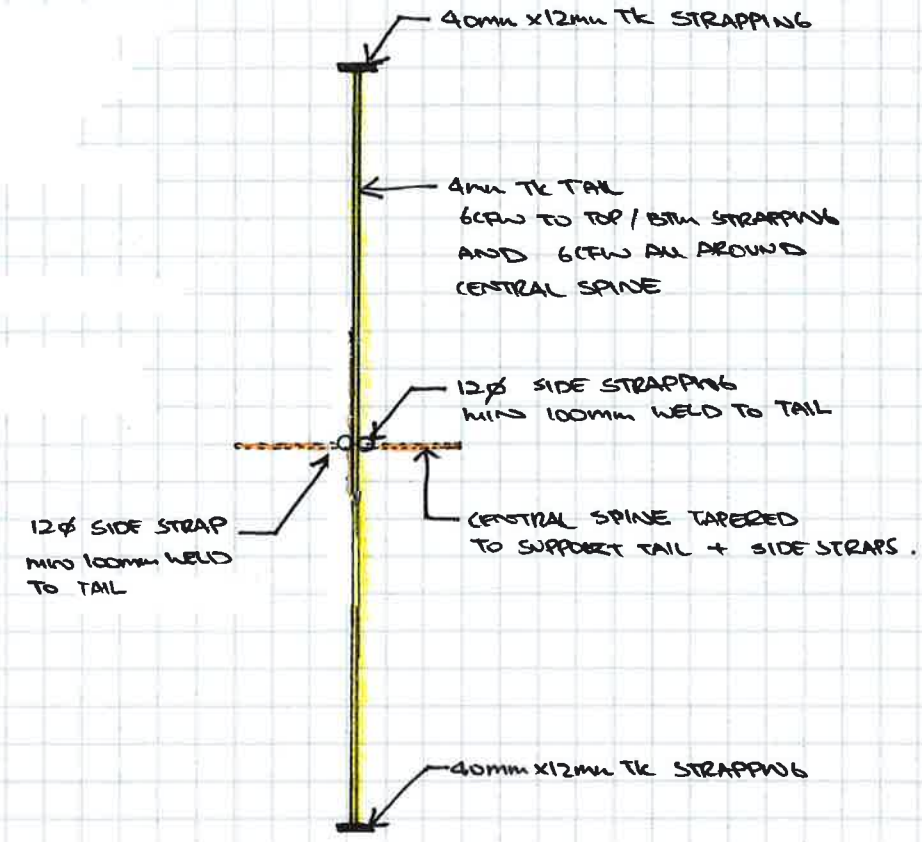 40mm x12mm TK STRAPPING
4mm TK TAIL
6CFW TO TOP / BTM STRAPPING
AND 6CFW ALL AROUND
CENTRAL SPINE
12Ø SIDE STRAPPING
MIN 100mm WELD TO TAIL
12Ø SIDE STRAP
MIN 100mm WELD
TO TAIL
CENTRAL SPINE TAPERED
TO SUPPORT TAIL + SIDE STRAPS.
40mm x12mm TK STRAPPING